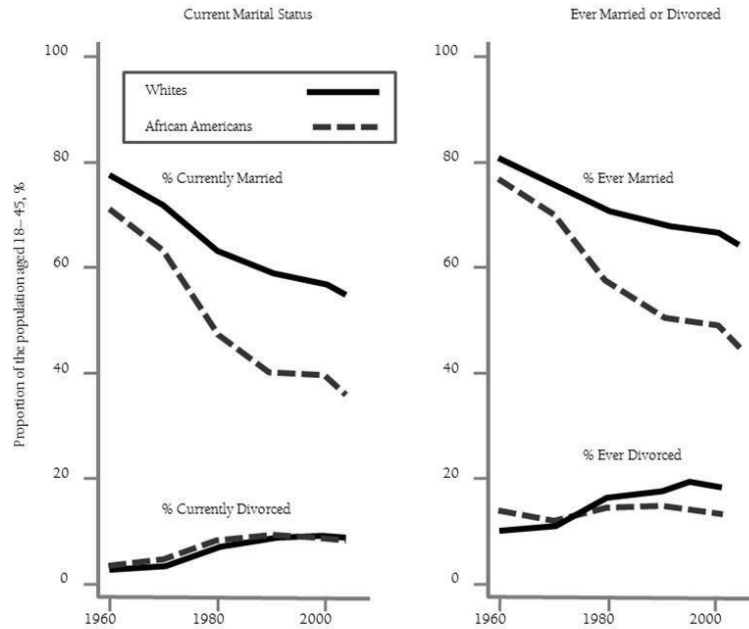 Current Marital Status
Ever Married or Divorced
Proportion of the population aged 18–45, %
100
80
60
40
20
0
Whites
African Americans
% Currently Married
% Currently Divorced
1960
1980
2000
100
80
60
40
20
0
% Ever Married
% Ever Divorced
1960
1980
2000